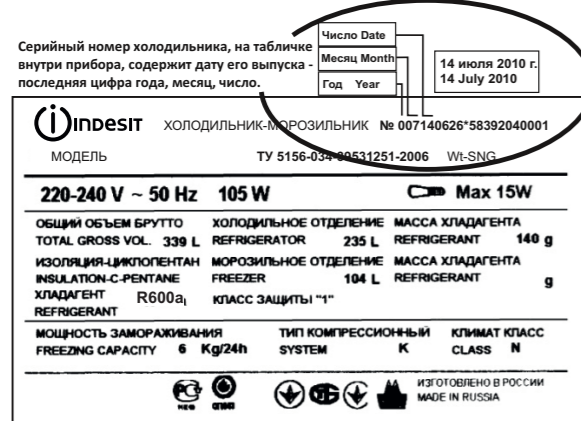 Серийный номер холодильника, на табличке
внутри прибора, содержит дату его выпуска -
последняя цифра года, месяц, число.
Число Date
Месяц Month
Год Year
14 июля 2010 г.
14 July 2010
INDESIT ХОЛОДИЛЬНИК-МОРОЗИЛЬНИК № 007140626*58392040001
МОДЕЛЬ ТУ 5156-034-39531251-2006 Wt-SNG
220-240 V ~ 50 Hz 105 W Max 15W
ОБЩИЙ ОБЪЕМ БРУТТО ХОЛОДИЛЬНОЕ ОТДЕЛЕНИЕ МАССА ХЛАДАГЕНТА
TOTAL GROSS VOL. 339 L REFRIGERATOR 235 L REFRIGERANT 140 g
ИЗОЛЯЦИЯ-ЦИКЛОПЕНТАН МОРОЗИЛЬНОЕ ОТДЕЛЕНИЕ МАССА ХЛАДАГЕНТА
INSULATION-C-PENTANE FREEZER 104 L REFRIGERANT g
ХЛАДАГЕНТ R600a КЛАСС ЗАЩИТЫ "1"
REFRIGERANT
МОЩНОСТЬ ЗАМОРАЖИВАНИЯ ТИП КОМПРЕССИОННЫЙ КЛИМАТ КЛАСС
FREEZING CAPACITY 6 Kg/24h SYSTEM K CLASS N
ИЗГОТОВЛЕНО В РОССИИ
MADE IN RUSSIA